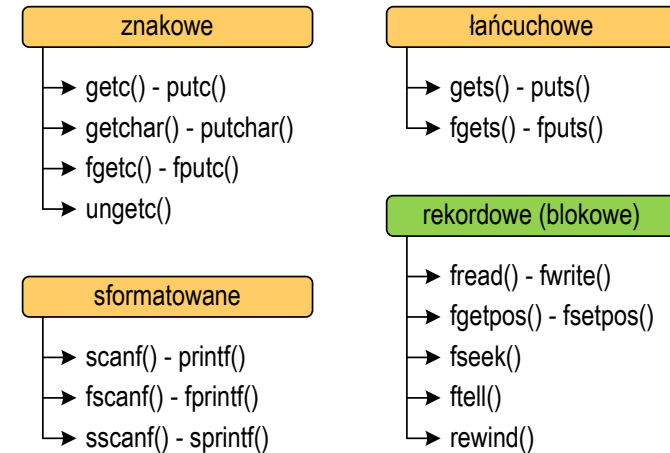 znakowe
getc() - putc()
getchar() - putchar()
fgetc() - fputc()
ungetc()
sformatowane
scanf() - printf()
fscanf() - fprintf()
sscanf() - sprintf()
łańcuchowe
gets() - puts()
fgets() - fputs()
rekordowe (blokowe)
fread() - fwrite()
fgetpos() - fsetpos()
fseek()
ftell()
rewind()